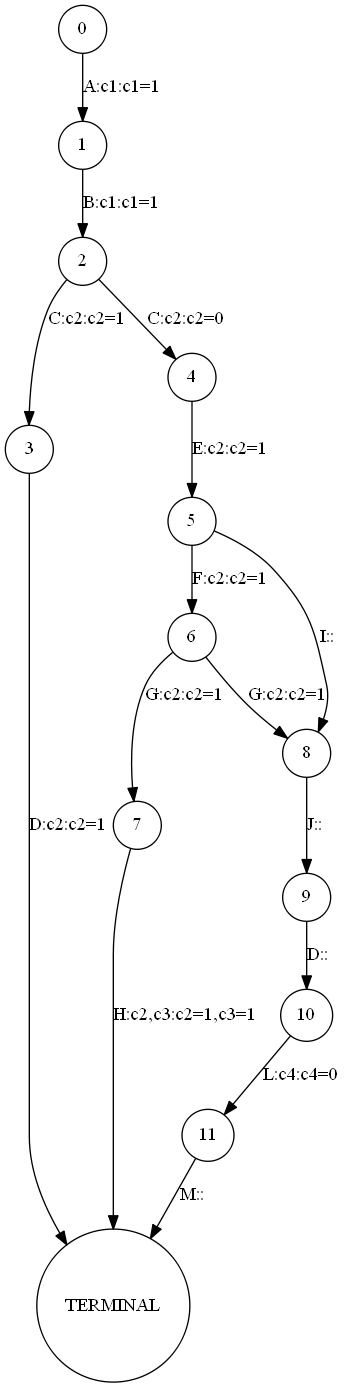 0
A:c1:c1=1
1
B:c1:c1=1
2
C:c2:c2=1
C:c2:c2=0
4
3
E:c2:c2=1
5
F:c2:c2=1
I::
6
G:c2:c2=1
G:c2:c2=1
8
D:c2:c2=1
7
J::
9
D::
H:c2,c3:c2=1,c3=1
10
L:c4:c4=0
11
M::
TERMINAL